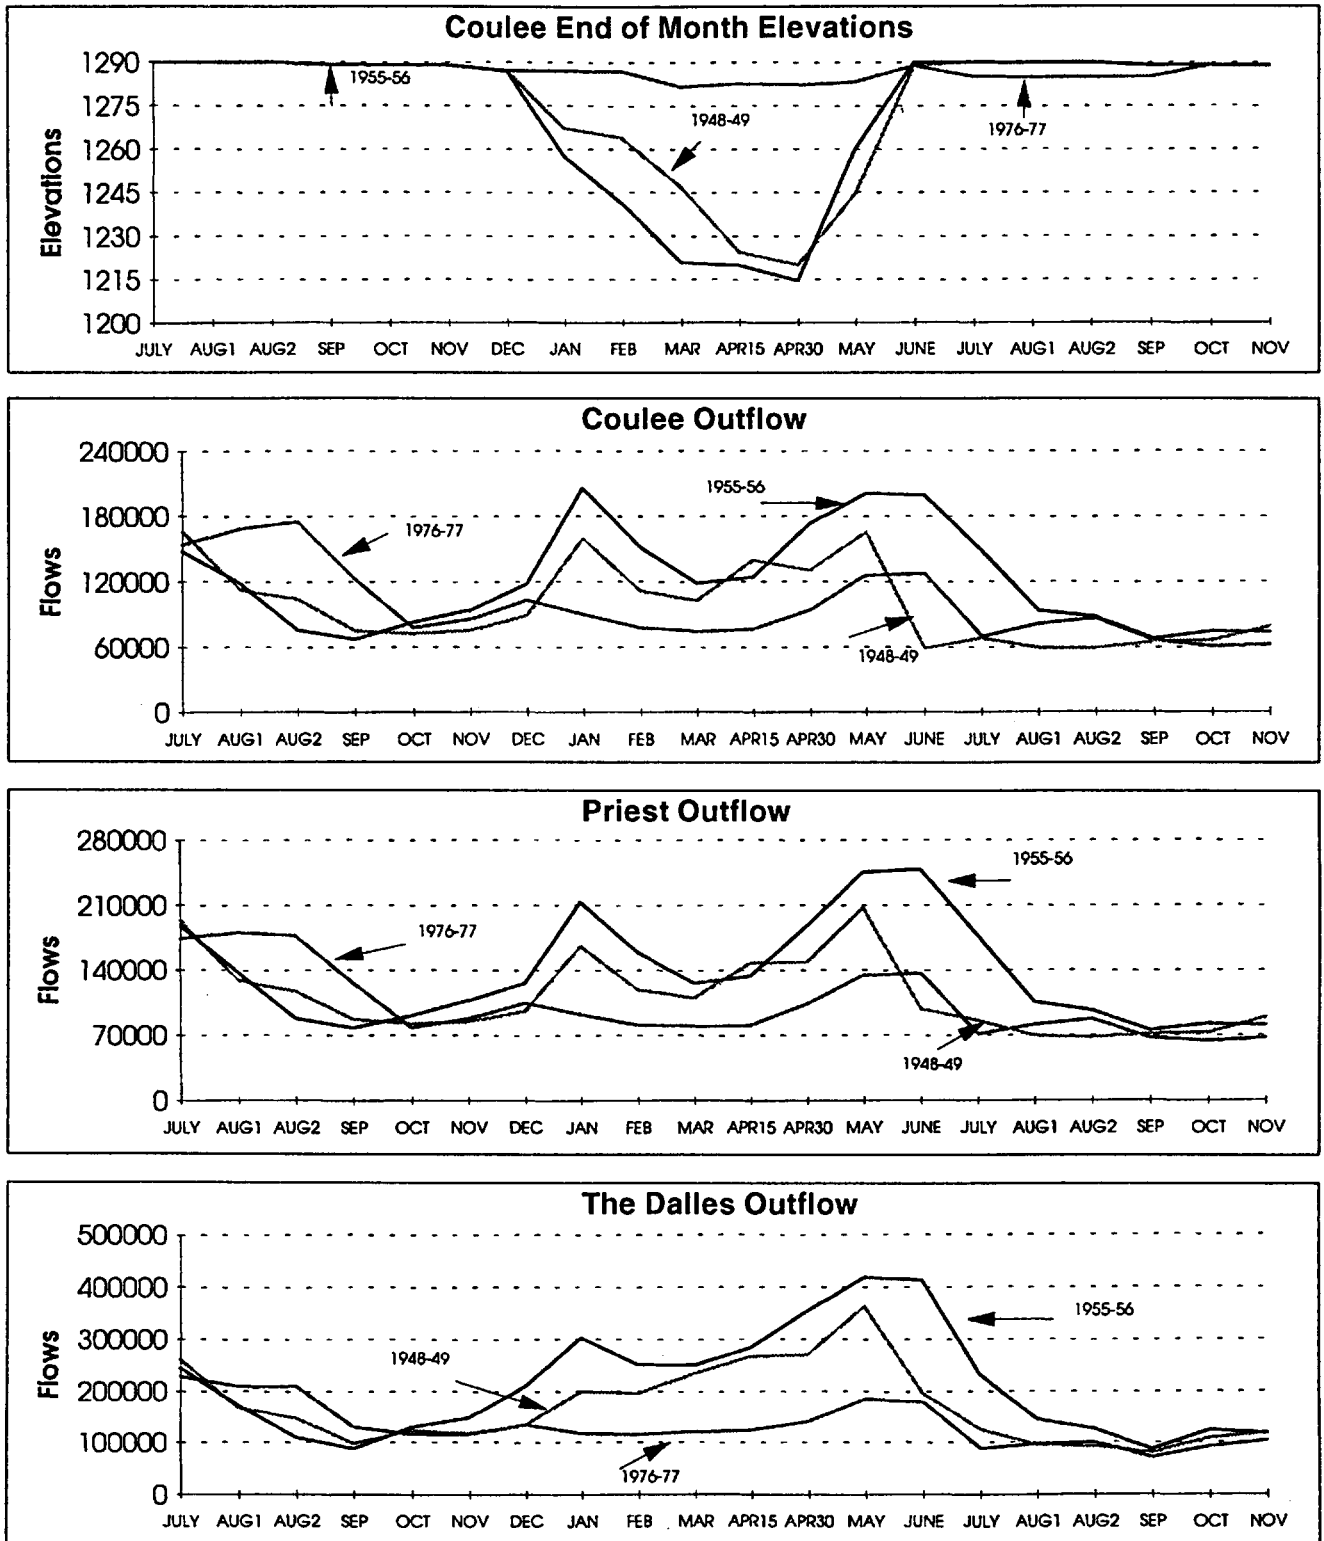 Coulee End of Month Elevations
1290
1275
1260
1245
1230
1215
1200
Elevations
1955-56
1948-49
1976-77
JULY AUG1 AUG2 SEP OCT NOV DEC JAN FEB MAR APR15 APR30 MAY JUNE JULY AUG1 AUG2 SEP OCT NOV
Coulee Outflow
240000
180000
120000
60000
0
Flows
1955-56
1976-77
1948-49
JULY AUG1 AUG2 SEP OCT NOV DEC JAN FEB MAR APR15 APR30 MAY JUNE JULY AUG1 AUG2 SEP OCT NOV
Priest Outflow
280000
210000
140000
70000
0
Flows
1955-56
1976-77
1948-49
JULY AUG1 AUG2 SEP OCT NOV DEC JAN FEB MAR APR15 APR30 MAY JUNE JULY AUG1 AUG2 SEP OCT NOV
The Dalles Outflow
500000
400000
300000
200000
100000
0
Flows
1955-56
1948-49
1976-77
JULY AUG1 AUG2 SEP OCT NOV DEC JAN FEB MAR APR15 APR30 MAY JUNE JULY AUG1 AUG2 SEP OCT NOV